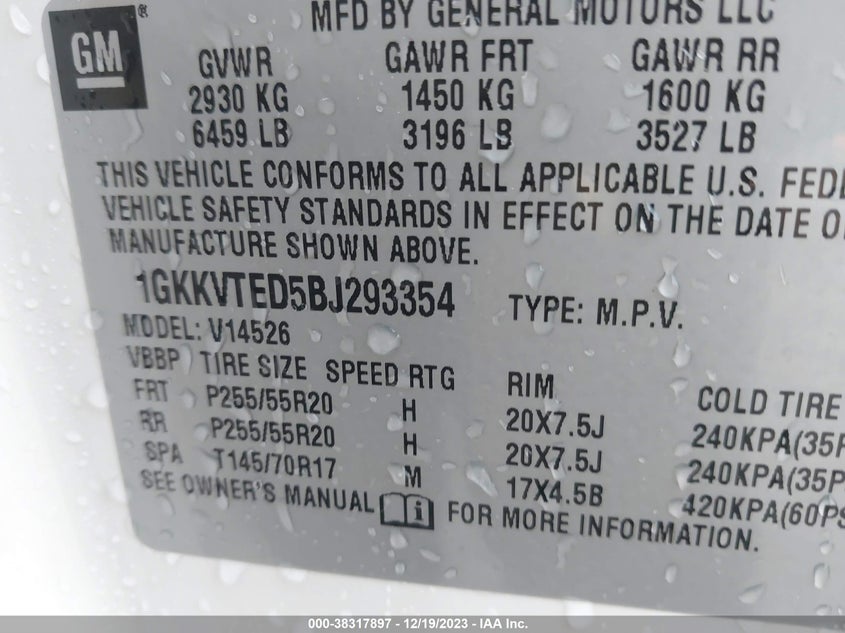 MFD BY GENERAL MOTORS LLC
GM®
GVWR GAWR FRT GAWR RR
2930 KG 1450 KG 1600 KG
6459 LB 3196 LB 3527 LB
THIS VEHICLE CONFORMS TO ALL APPLICABLE U.S.
VEHICLE SAFETY STANDARDS IN EFFECT ON THE DATE
MANUFACTURE SHOWN ABOVE.
1GKKVTED5BJ293354 TYPE: M.P.V.
MODEL: V14526
VBBP TIRE SIZE SPEED RTG RIM COLD TIRE
FRT P255/55R20 H 20X7.5J 240KPA(35P
RR P255/55R20 H 20X7.5J 240KPA(35P
SPA T145/70R17 M 17X4.5B 420KPA(60PS
SEE OWNER'S MANUAL i FOR MORE INFORMATION.
000-38317897 - 12/19/2023 - IAA Inc.